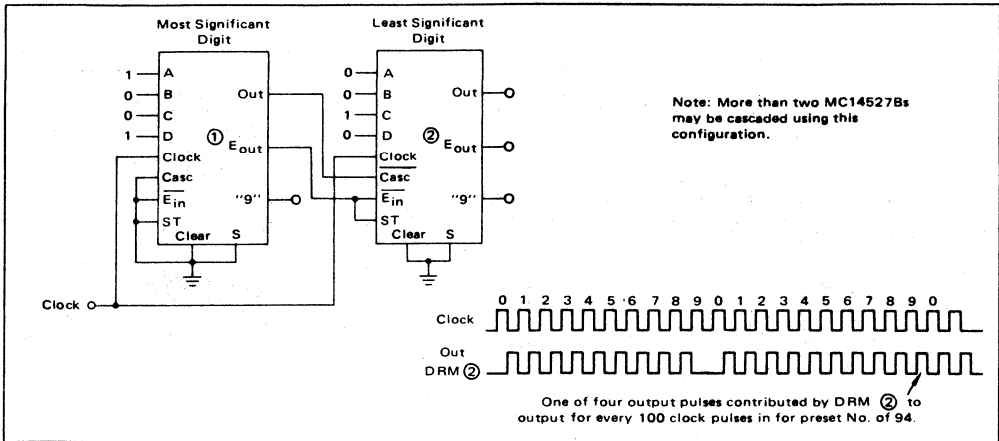 Most Significant
Digit
1 A
0 B
0 C
1 D
Clock
Casc
E̅in
ST
Out
①
Eout
"9"
Clear S
Least Significant
Digit
0 A
0 B
1 C
0 D
Clock
C̅a̅s̅c̅
E̅in
ST
Out
②
Eout
"9"
Clear S
Note: More than two MC14527Bs
may be cascaded using this
configuration.
Clock
0 1 2 3 4 5 6 7 8 9 0 1 2 3 4 5 6 7 8 9 0
Clock
Out
DRM ②
One of four output pulses contributed by DRM ② to
output for every 100 clock pulses in for preset No. of 94.